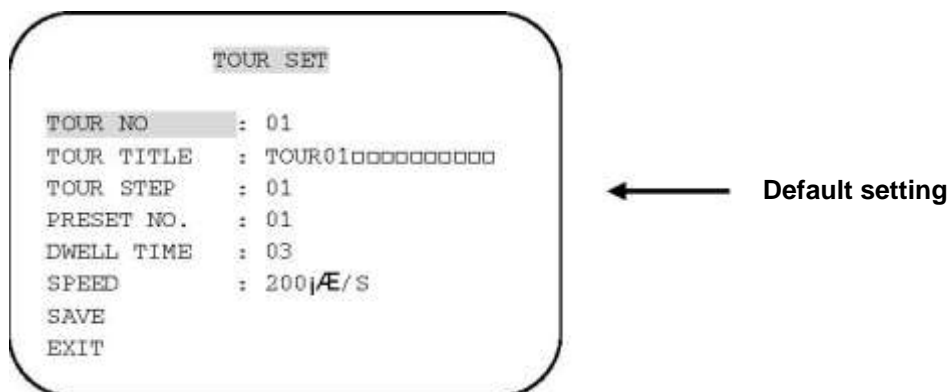 TOUR SET
TOUR NO : 01
TOUR TITLE : TOUR01□□□□□□□□□□
TOUR STEP : 01
Default setting
PRESET NO. : 01
DWELL TIME : 03
SPEED : 200¡Æ/S
SAVE
EXIT